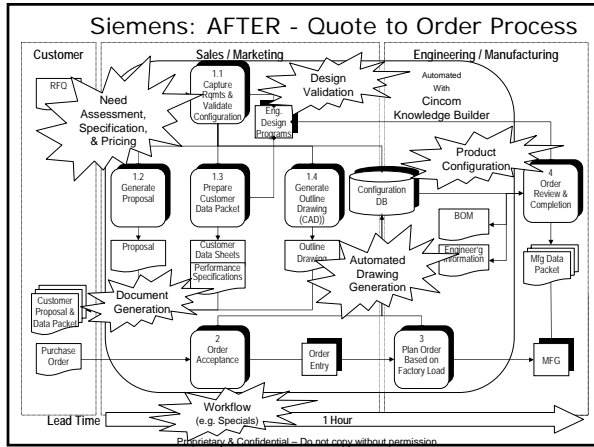 Siemens: AFTER - Quote to Order Process
Customer
Sales / Marketing
Engineering / Manufacturing
RFQ
Need
Assessment,
Specification,
& Pricing
1.1
Capture
Rqmts &
Validate
Configuration
Design
Validation
Eng.
Design
Programs
Automated
With
Cincom
Knowledge Builder
1.2
Generate
Proposal
1.3
Prepare
Customer
Data Packet
1.4
Generate
Outline
Drawing
(CAD))
Configuration
DB
Product
Configuration
4
Order
Review &
Completion
Proposal
Customer
Data Sheets
Performance
Specifications
Outline
Drawing
Automated
Drawing
Generation
BOM
Engineer'g
Information
Mfg Data
Packet
Customer
Proposal &
Data Packet
Document
Generation
Purchase
Order
2
Order
Acceptance
Order
Entry
3
Plan Order
Based on
Factory Load
MFG
Lead Time
Workflow
(e.g. Specials)
1 Hour
Proprietary & Confidential – Do not copy without permission